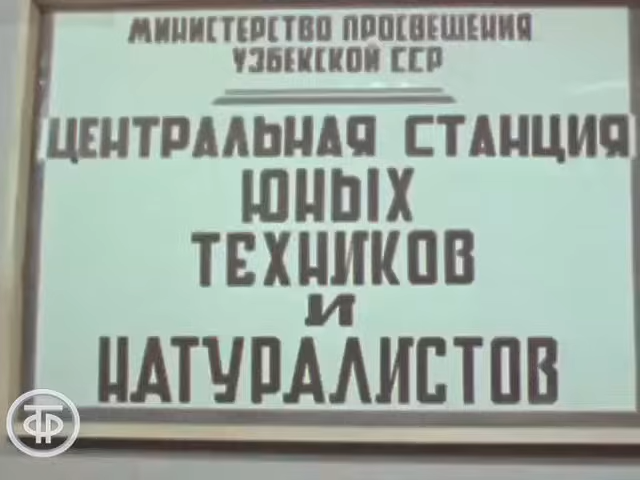 МИНИСТЕРСТВО ПРОСВЕЩЕНИЯ
УЗБЕКСКОЙ ССР
ЦЕНТРАЛЬНАЯ СТАНЦИЯ
ЮНЫХ
ТЕХНИКОВ
И
НАТУРАЛИСТОВ